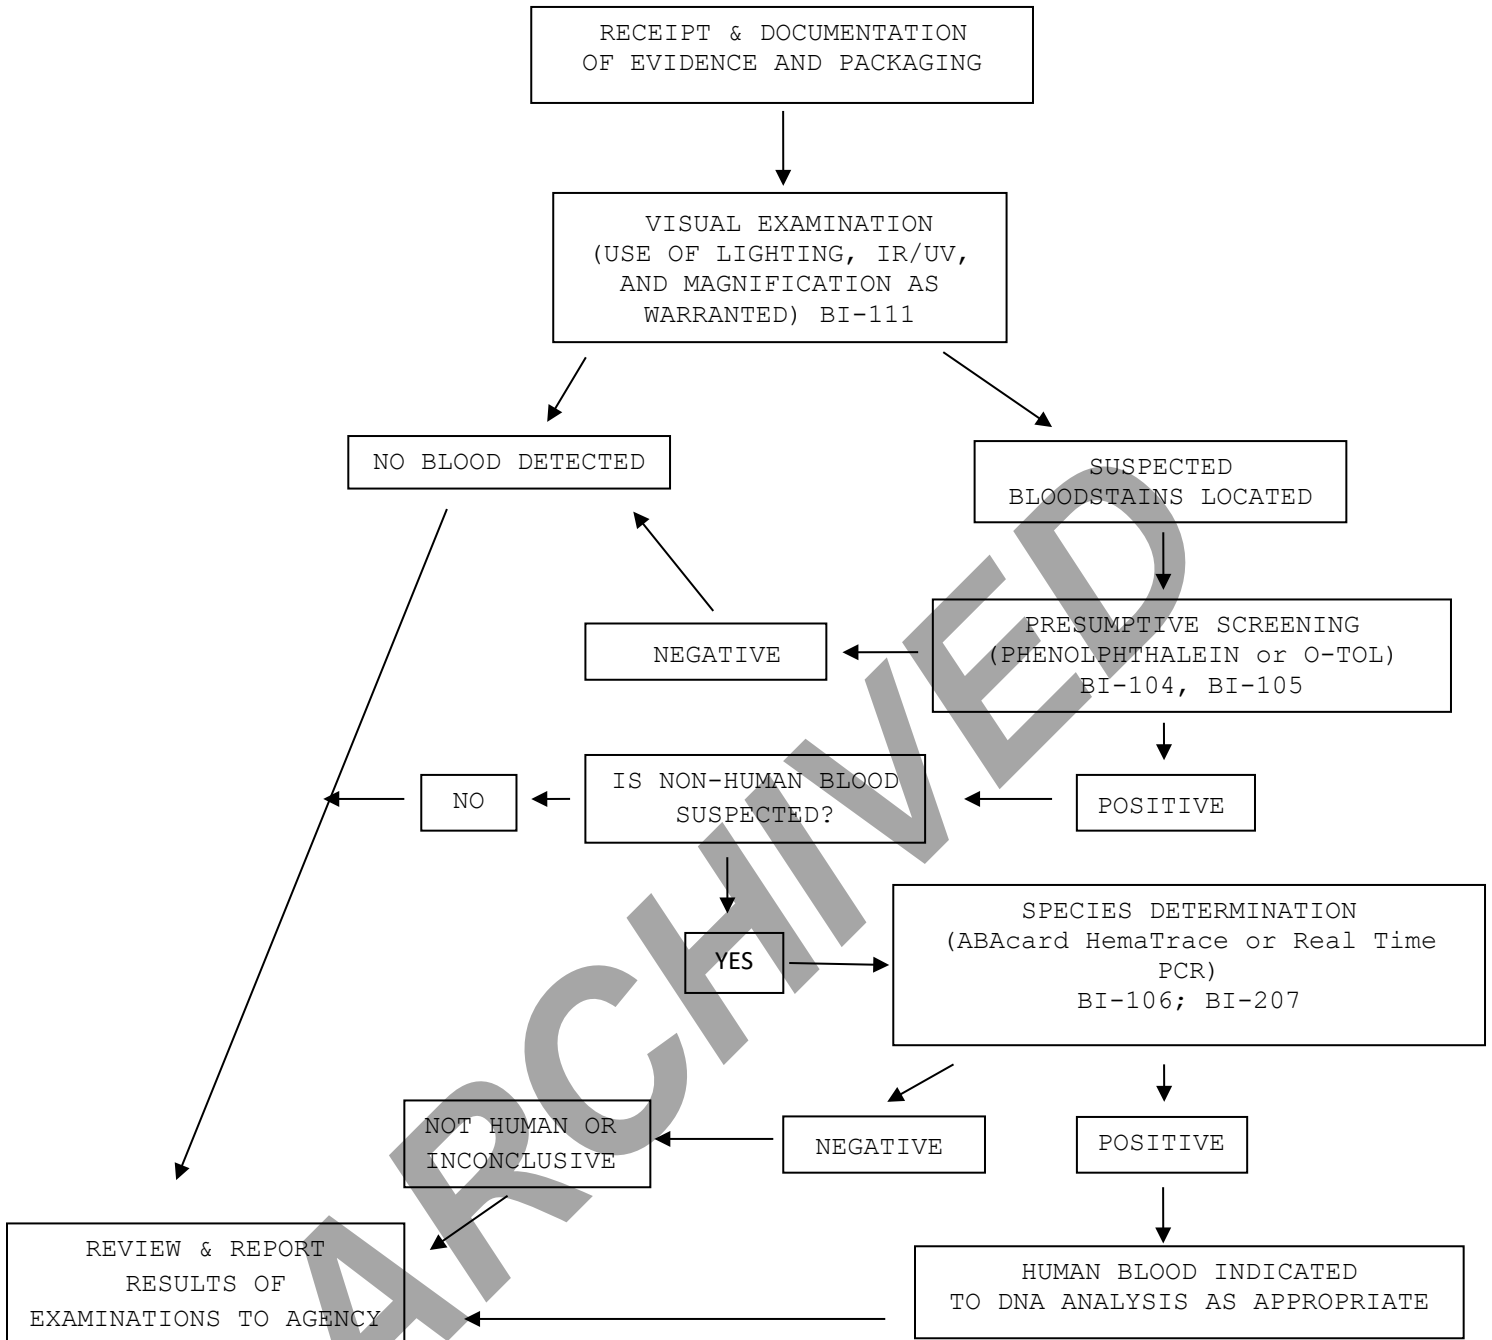 RECEIPT & DOCUMENTATION
OF EVIDENCE AND PACKAGING
VISUAL EXAMINATION
(USE OF LIGHTING, IR/UV,
AND MAGNIFICATION AS
WARRANTED) BI-111
NO BLOOD DETECTED
SUSPECTED
BLOODSTAINS LOCATED
PRESUMPTIVE SCREENING
(PHENOLPHTHALEIN or O-TOL)
BI-104, BI-105
NEGATIVE
POSITIVE
IS NON-HUMAN BLOOD
SUSPECTED?
NO
YES
SPECIES DETERMINATION
(ABAcard HemaTrace or Real Time
PCR)
BI-106; BI-207
NEGATIVE
POSITIVE
NOT HUMAN OR
INCONCLUSIVE
HUMAN BLOOD INDICATED
TO DNA ANALYSIS AS APPROPRIATE
REVIEW & REPORT
RESULTS OF
EXAMINATIONS TO AGENCY
ARCHIVED